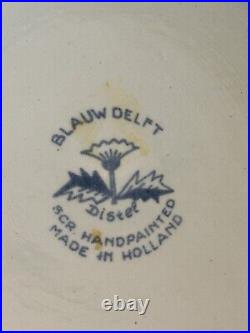 BLAUW DELFT
Distel
SCR. HANDPAINTED
MADE IN HOLLAND